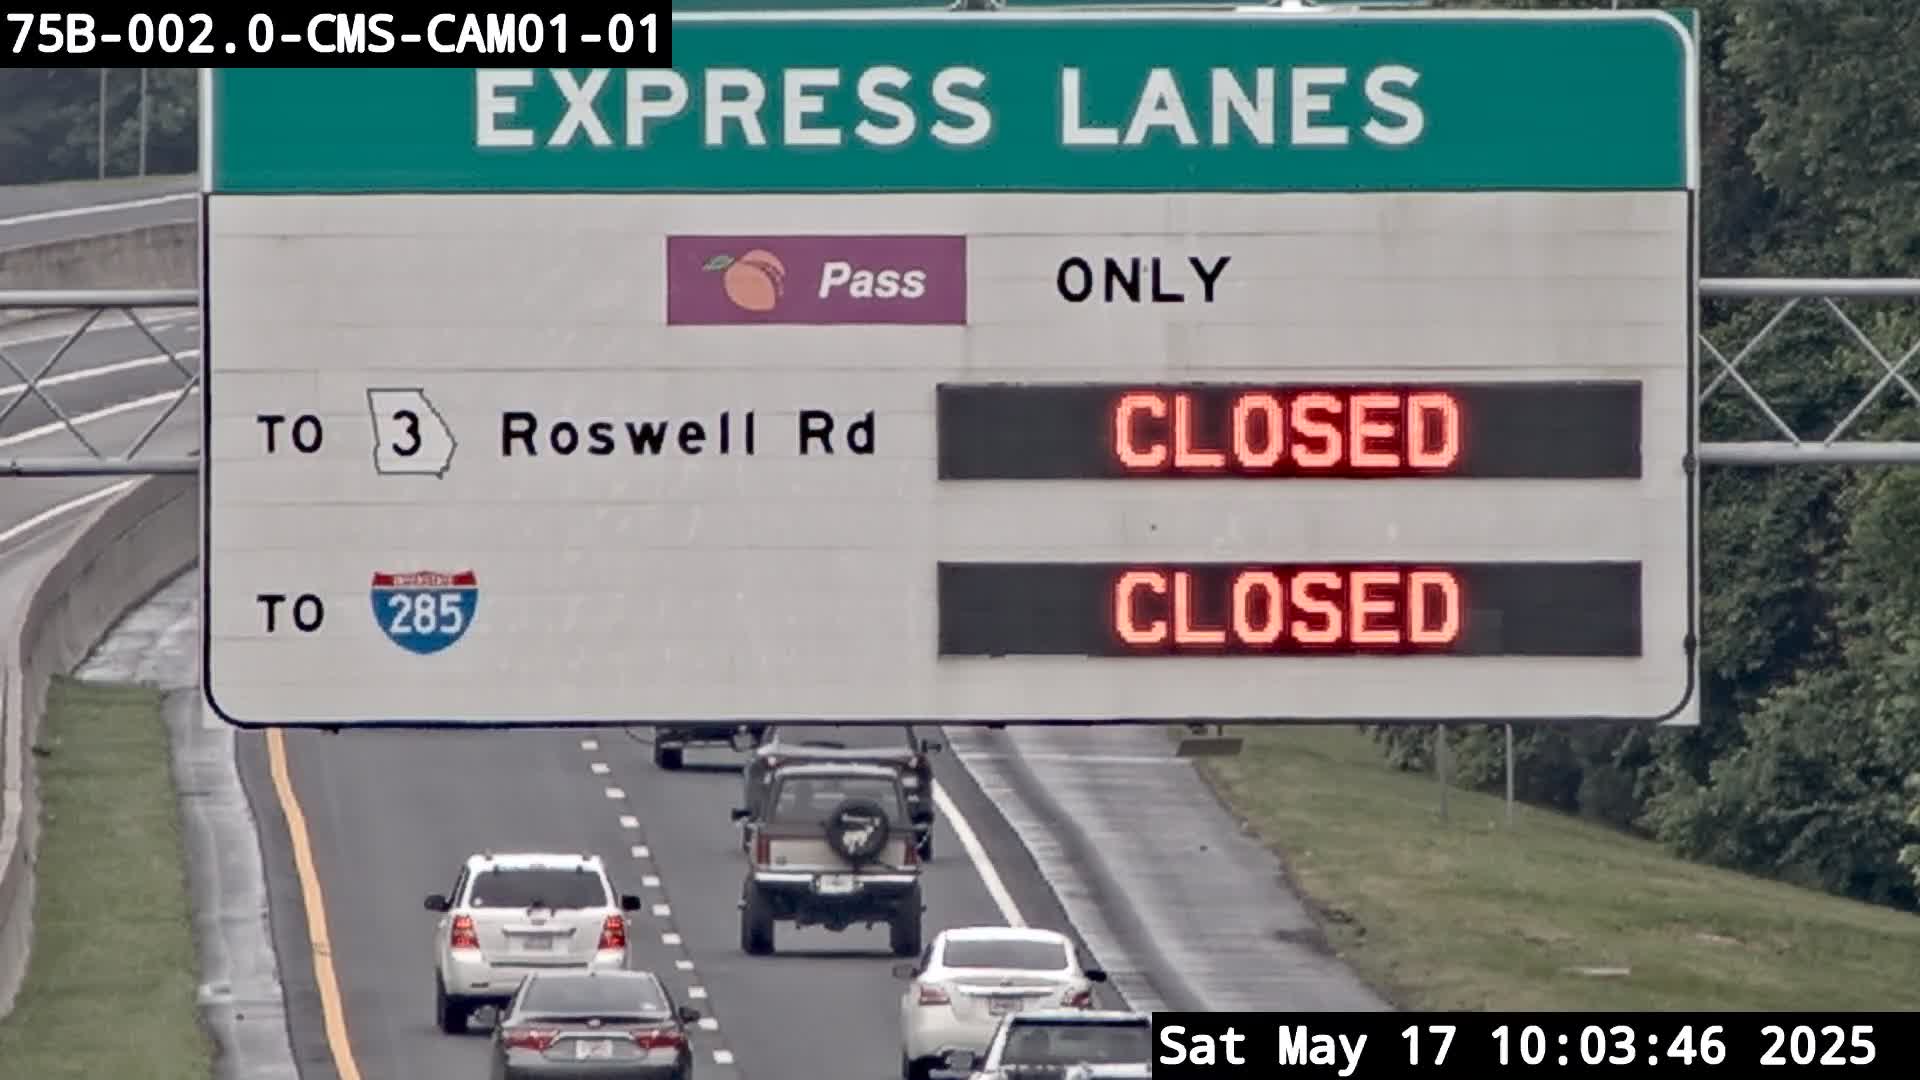 75B-002.0-CMS-CAM01-01
EXPRESS LANES
Pass ONLY
TO 3 Roswell Rd CLOSED
INTERSTATE
TO 285 CLOSED
Sat May 17 10:03:46 2025